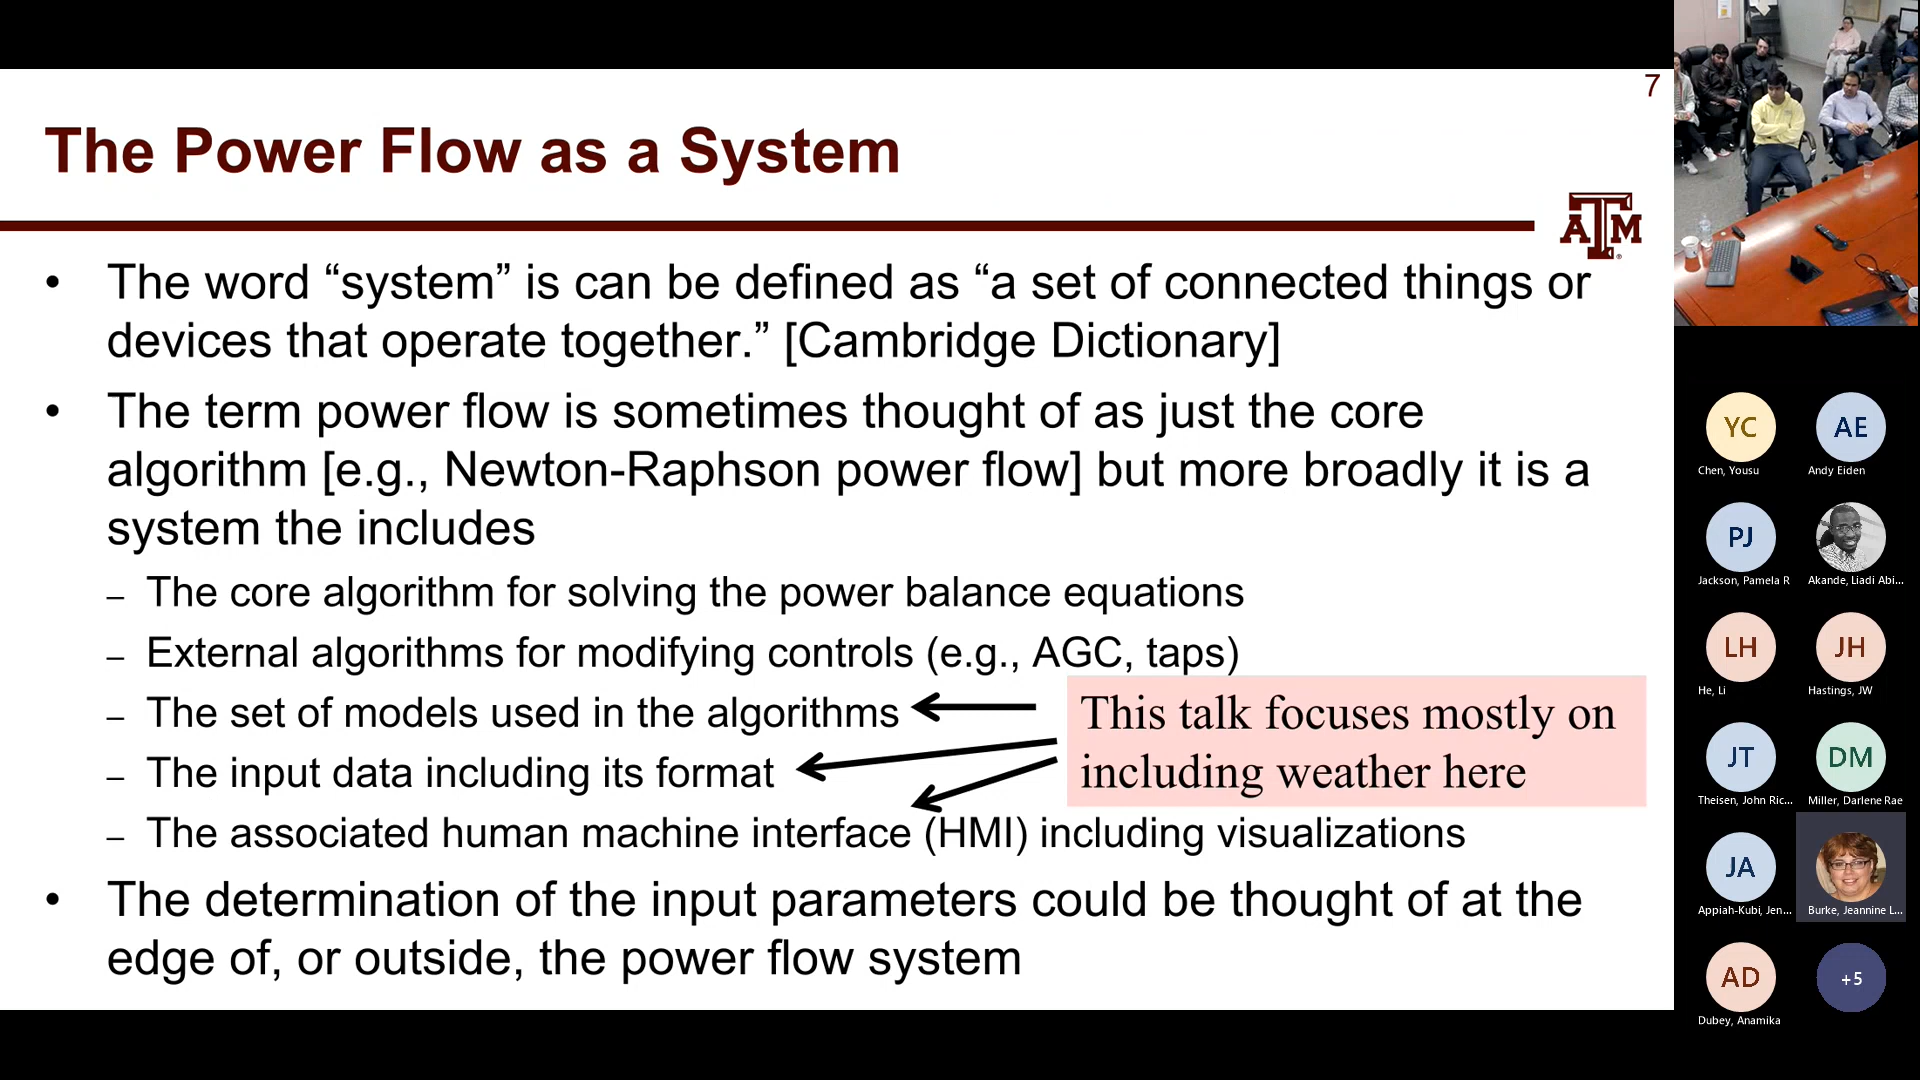 7
The Power Flow as a System
ATM
• The word “system” is can be defined as “a set of connected things or
devices that operate together.” [Cambridge Dictionary]
• The term power flow is sometimes thought of as just the core
algorithm [e.g., Newton-Raphson power flow] but more broadly it is a
system the includes
– The core algorithm for solving the power balance equations
– External algorithms for modifying controls (e.g., AGC, taps)
– The set of models used in the algorithms
– The input data including its format
– The associated human machine interface (HMI) including visualizations
This talk focuses mostly on
including weather here
• The determination of the input parameters could be thought of at the
edge of, or outside, the power flow system
YC
Chen, Yousu
AE
Andy Eiden
PJ
Jackson, Pamela R
Akande, Liadi Abi...
LH
He, Li
JH
Hastings, JW
JT
Theisen, John Ric...
DM
Miller, Darlene Rae
JA
Appiah-Kubi, Jen...
Burke, Jeannine L...
AD
Dubey, Anamika
+5